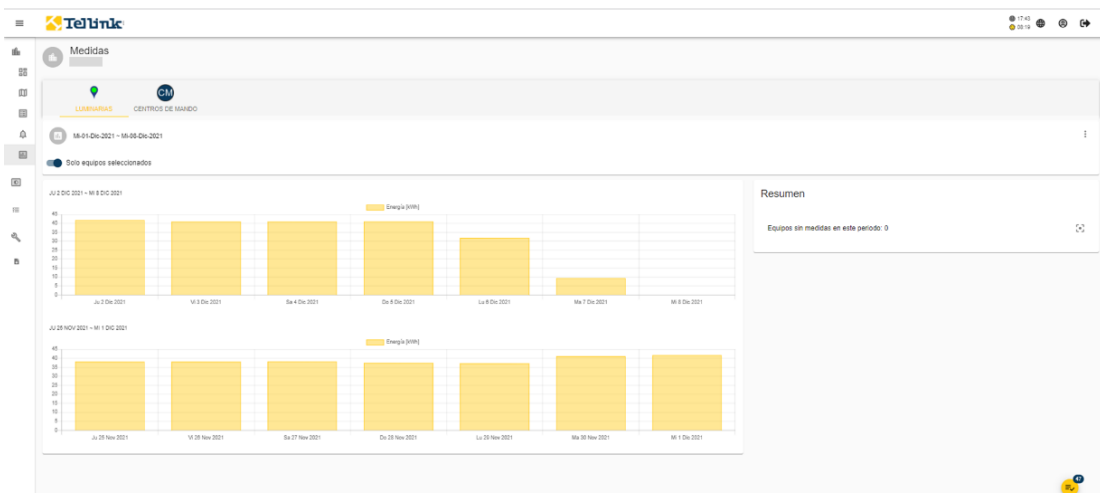 Tellink
17:43
08:19
Medidas
CM
LUMINARIAS
CENTROS DE MANDO
Mi-01-Dic-2021 ~ Mi-08-Dic-2021
Solo equipos seleccionados
JU 2 DIC 2021 ~ MI 8 DIC 2021
Energía [kWh]
45
40
35
30
25
20
15
10
5
0
Ju 2 Dic 2021
Vi 3 Dic 2021
Sa 4 Dic 2021
Do 5 Dic 2021
Lu 6 Dic 2021
Ma 7 Dic 2021
Mi 8 Dic 2021
Resumen
Equipos sin medidas en este periodo: 0
JU 25 NOV 2021 ~ MI 1 DIC 2021
Energía [kWh]
45
40
35
30
25
20
15
10
5
0
Ju 25 Nov 2021
Vi 26 Nov 2021
Sa 27 Nov 2021
Do 28 Nov 2021
Lu 29 Nov 2021
Ma 30 Nov 2021
Mi 1 Dic 2021
47